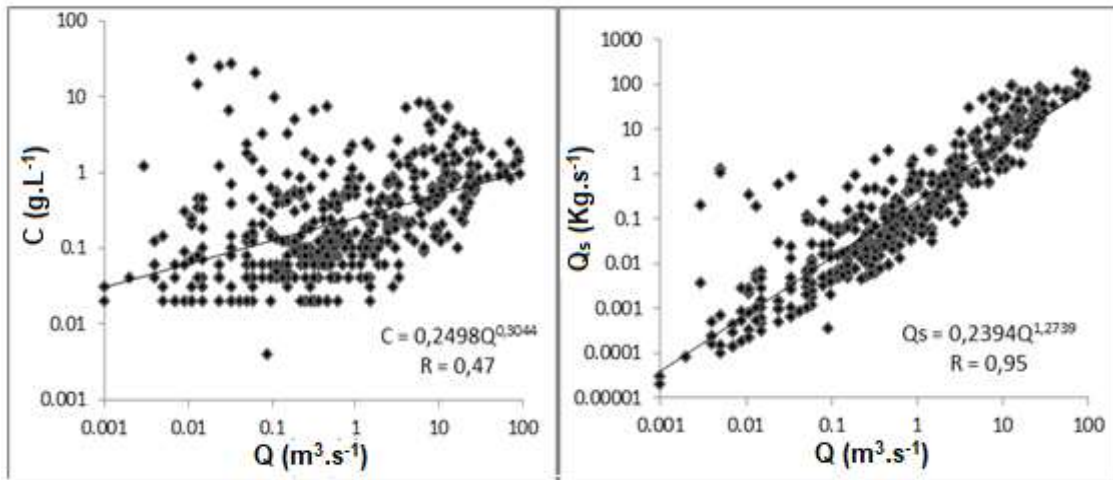 100
10
1
0.1
0.01
0.001
C (g.L⁻¹)
C = 0,2498Q⁰,³⁰⁴⁴
R = 0,47
0.001 0.01 0.1 1 10 100
Q (m³.s⁻¹)
1000
100
10
1
0.1
0.01
0.001
0.0001
0.00001
Qₛ (Kg.s⁻¹)
Qs = 0,2394Q¹,²⁷³⁹
R = 0,95
0.001 0.01 0.1 1 10 100
Q (m³.s⁻¹)